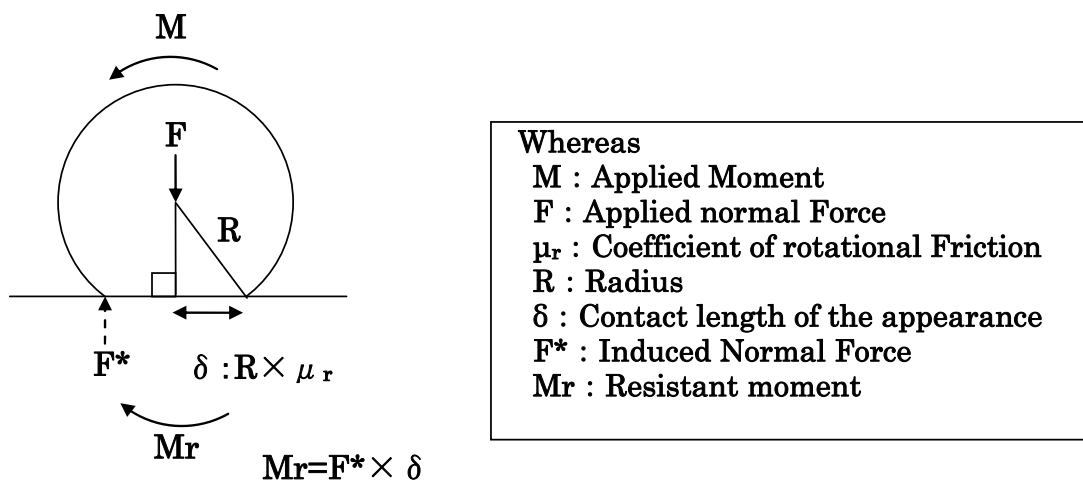 M
F
R
F*
δ :R× μ r
Mr
Mr=F*× δ
Whereas
M : Applied Moment
F : Applied normal Force
μr : Coefficient of rotational Friction
R : Radius
δ : Contact length of the appearance
F* : Induced Normal Force
Mr : Resistant moment